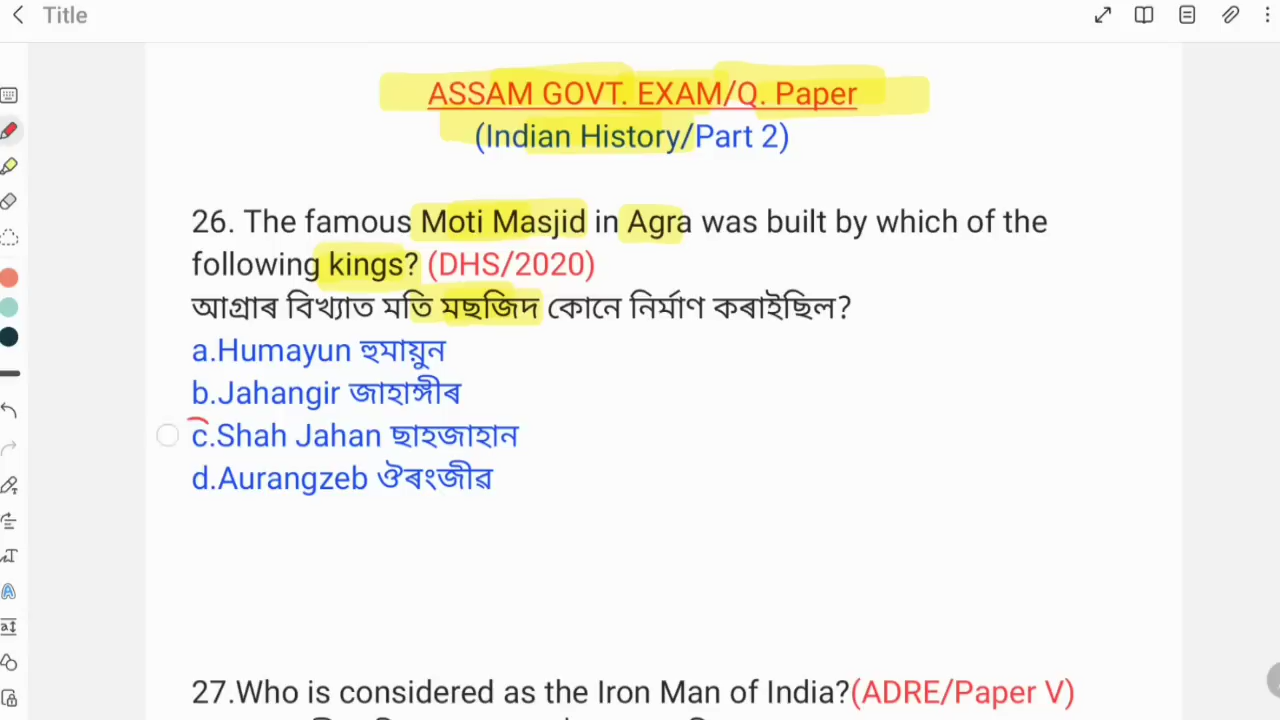 Title
ASSAM GOVT. EXAM/Q. Paper
(Indian History/Part 2)
26. The famous Moti Masjid in Agra was built by which of the
following kings? (DHS/2020)
আগ্ৰাৰ বিখ্যাত মতি মছজিদ কোনে নিৰ্মাণ কৰাইছিল?
a.Humayun হুমায়ুন
b.Jahangir জাহাঙ্গীৰ
c.Shah Jahan ছাহজাহান
d.Aurangzeb ঔৰংজীৱ
27.Who is considered as the Iron Man of India?(ADRE/Paper V)